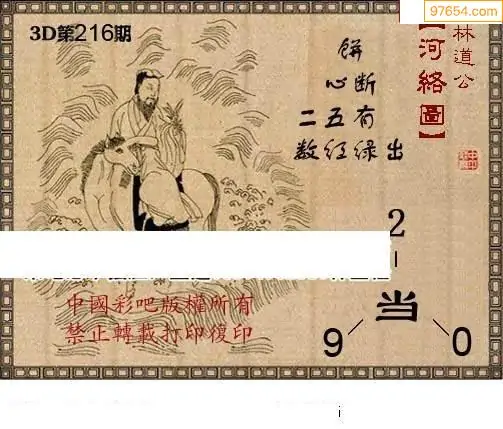 97654.com
3D第216期
林道公
【河絡圖】
餅
心断
二五有
数红绿出
2
当
9 0
中國彩吧版權所有
禁止轉載打印復印